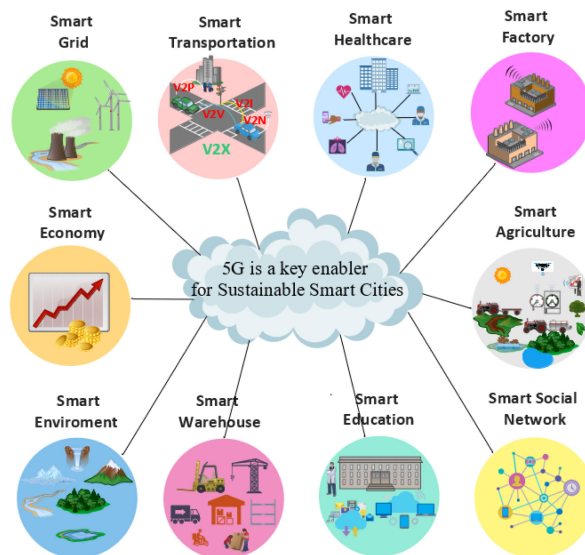 Smart
Grid
Smart
Transportation
Smart
Healthcare
Smart
Factory
V2P
V2I
V2V
V2N
V2X
Smart
Economy
5G is a key enabler
for Sustainable Smart Cities
Smart
Agriculture
Smart
Enviroment
Smart
Warehouse
Smart
Education
Smart Social
Network